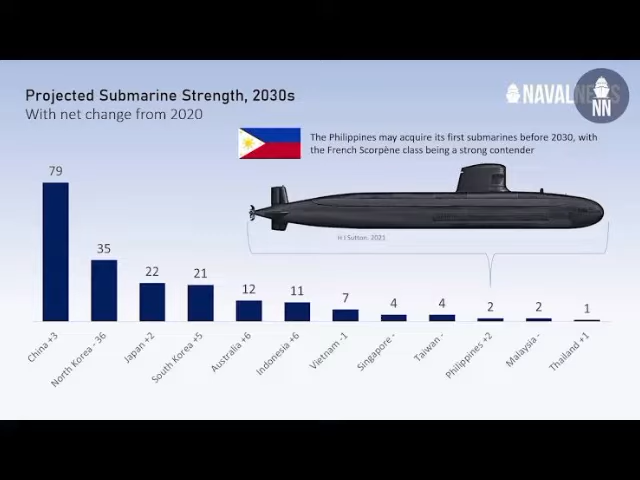 Projected Submarine Strength, 2030s
With net change from 2020
NAVALNEWS
NN
The Philippines may acquire its first submarines before 2030, with
the French Scorpène class being a strong contender
H I Sutton, 2021
79
35
22
21
12
11
7
4
4
2
2
1
China +3
North Korea - 36
Japan +2
South Korea +5
Australia +6
Indonesia +6
Vietnam -1
Singapore -
Taiwan -
Philippines +2
Malaysia -
Thailand +1